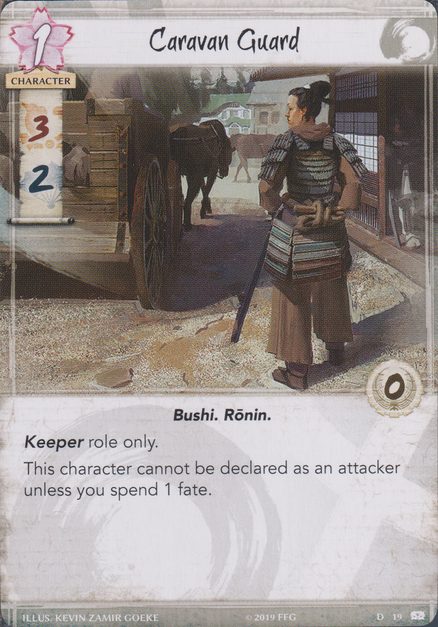 1
Caravan Guard
CHARACTER
3
2
0
Bushi. Rōnin.
Keeper role only.
This character cannot be declared as an attacker
unless you spend 1 fate.
ILLUS. KEVIN ZAMIR GOEKE © 2019 FFG D 19